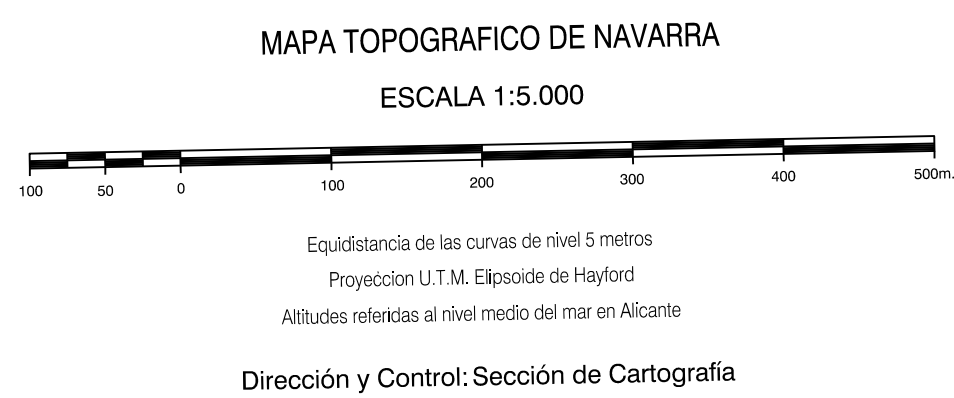 MAPA TOPOGRAFICO DE NAVARRA
ESCALA 1:5.000
100 50 0 100 200 300 400 500m.
Equidistancia de las curvas de nivel 5 metros
Proyeccion U.T.M. Elipsoide de Hayford
Altitudes referidas al nivel medio del mar en Alicante
Dirección y Control: Sección de Cartografía